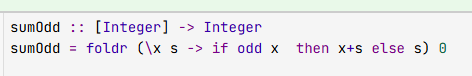 sumOdd :: [Integer] -> Integer
sumOdd = foldr (\x s -> if odd x  then x+s else s) 0